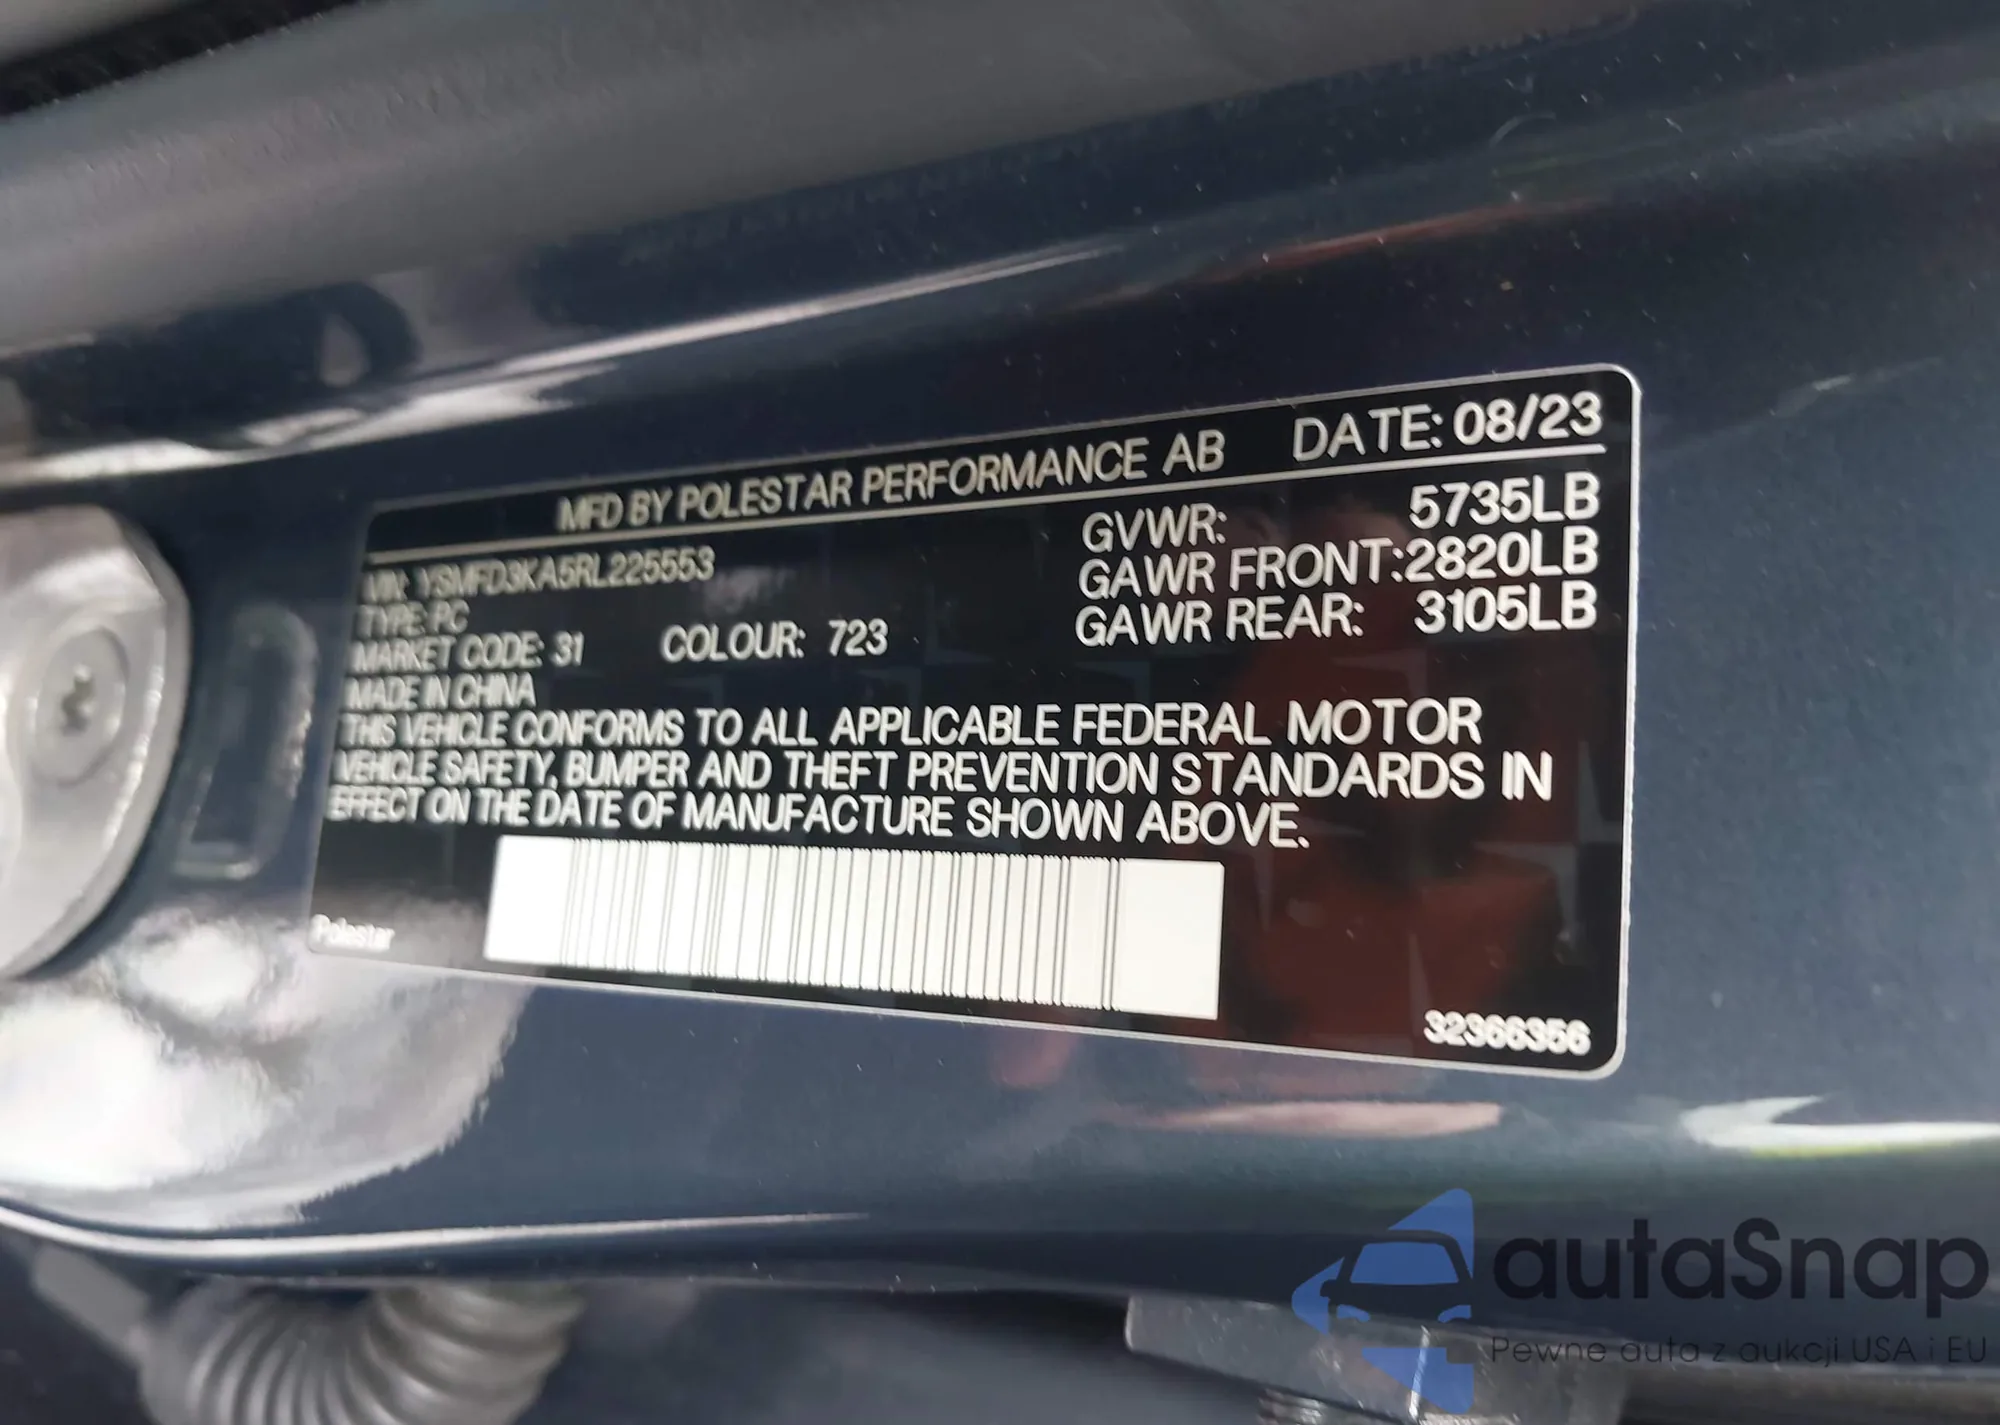 MFD BY POLESTAR PERFORMANCE AB DATE: 08/23
VIN: YSMFD3KA5RL225553
GVWR: 5735LB
GAWR FRONT:2820LB
GAWR REAR: 3105LB
TYPE: PC
MARKET CODE: 31 COLOUR: 723
MADE IN CHINA
THIS VEHICLE CONFORMS TO ALL APPLICABLE FEDERAL MOTOR
VEHICLE SAFETY, BUMPER AND THEFT PREVENTION STANDARDS IN
EFFECT ON THE DATE OF MANUFACTURE SHOWN ABOVE.
Polestar
32366356
autaSnap
Pewne auta z aukcji USA i EU